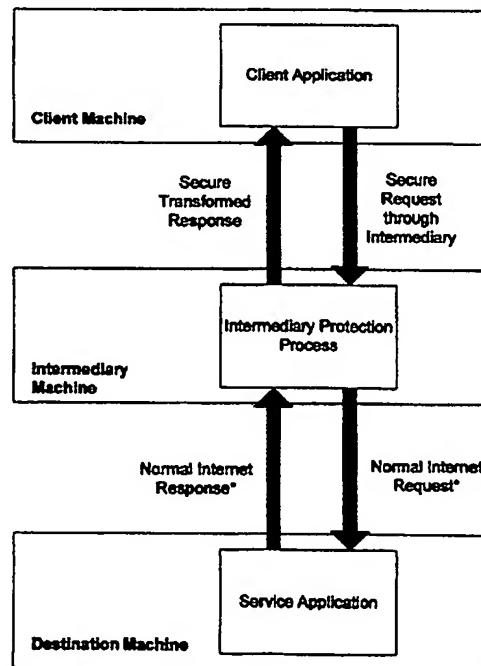 Client Application
Client Machine
Secure
Transformed
Response
Secure
Request
through
Intermediary
Intermediary Protection
Process
Intermediary
Machine
Normal Internet
Response*
Normal Internet
Request*
Service Application
Destination Machine